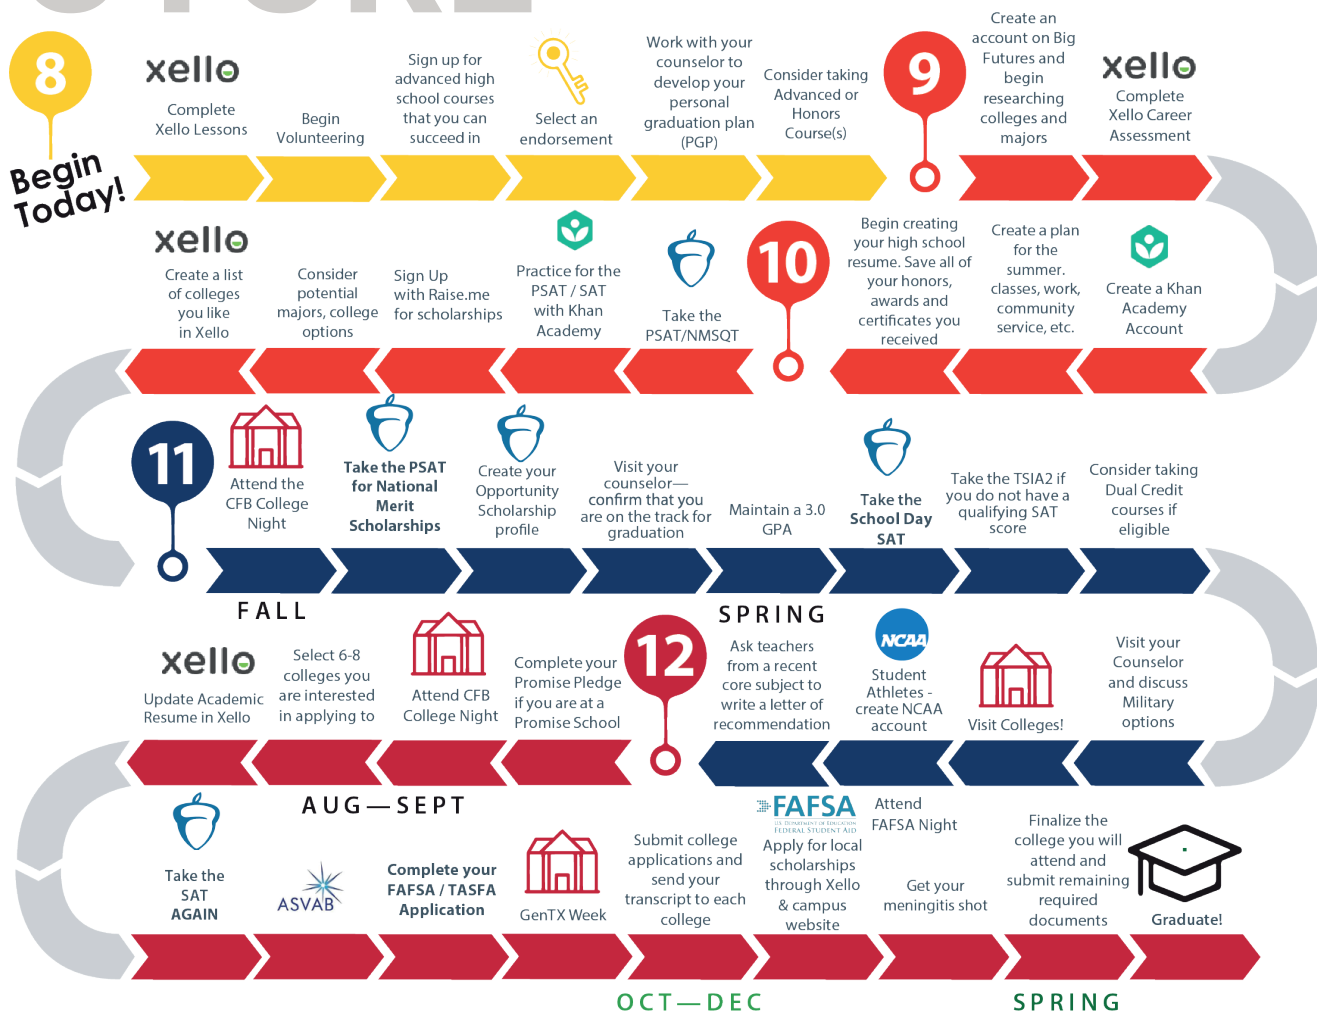 8
Begin
Today!
xello
Complete
Xello Lessons
Begin
Volunteering
Sign up for
advanced high
school courses
that you can
succeed in
Select an
endorsement
Work with your
counselor to
develop your
personal
graduation plan
(PGP)
Consider taking
Advanced or
Honors
Course(s)
9
Create an
account on Big
Futures and
begin
researching
colleges and
majors
xello
Complete
Xello Career
Assessment
Create a Khan
Academy
Account
Create a plan
for the
summer.
classes, work,
community
service, etc.
Begin creating
your high school
resume. Save all of
your honors,
awards and
certificates you
received
10
Take the
PSAT/NMSQT
Practice for the
PSAT / SAT
with Khan
Academy
Sign Up
with Raise.me
for scholarships
Consider
potential
majors, college
options
xello
Create a list
of colleges
you like
in Xello
11
Attend the
CFB College
Night
Take the PSAT
for National
Merit
Scholarships
Create your
Opportunity
Scholarship
profile
Visit your
counselor—
confirm that you
are on the track for
graduation
Maintain a 3.0
GPA
Take the
School Day
SAT
Take the TSIA2 if
you do not have a
qualifying SAT
score
Consider taking
Dual Credit
courses if
eligible
FALL
SPRING
Visit your
Counselor
and discuss
Military
options
Visit Colleges!
NCAA
Student
Athletes -
create NCAA
account
Ask teachers
from a recent
core subject to
write a letter of
recommendation
12
Complete your
Promise Pledge
if you are at a
Promise School
Attend CFB
College Night
Select 6-8
colleges you
are interested
in applying to
xello
Update Academic
Resume in Xello
AUG—SEPT
Take the
SAT
AGAIN
ASVAB
Complete your
FAFSA / TASFA
Application
GenTX Week
Submit college
applications and
send your
transcript to each
college
FAFSA
U.S. DEPARTMENT OF EDUCATION
FEDERAL STUDENT AID
Apply for local
scholarships
through Xello
& campus
website
Attend
FAFSA Night
Get your
meningitis shot
Finalize the
college you will
attend and
submit remaining
required
documents
Graduate!
OCT—DEC
SPRING